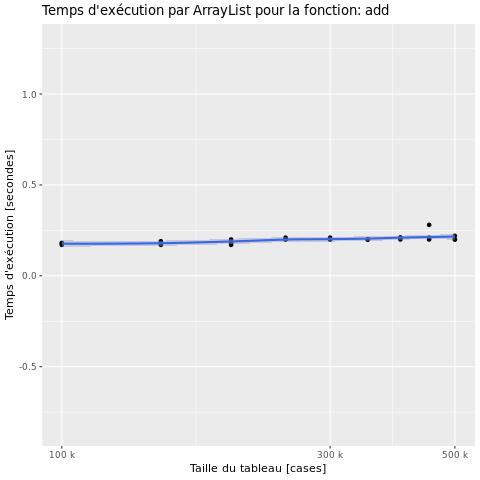 Temps d'exécution par ArrayList pour la fonction: add
Temps d'exécution [secondes]
1.0
0.5
0.0
-0.5
100 k
300 k
500 k
Taille du tableau [cases]